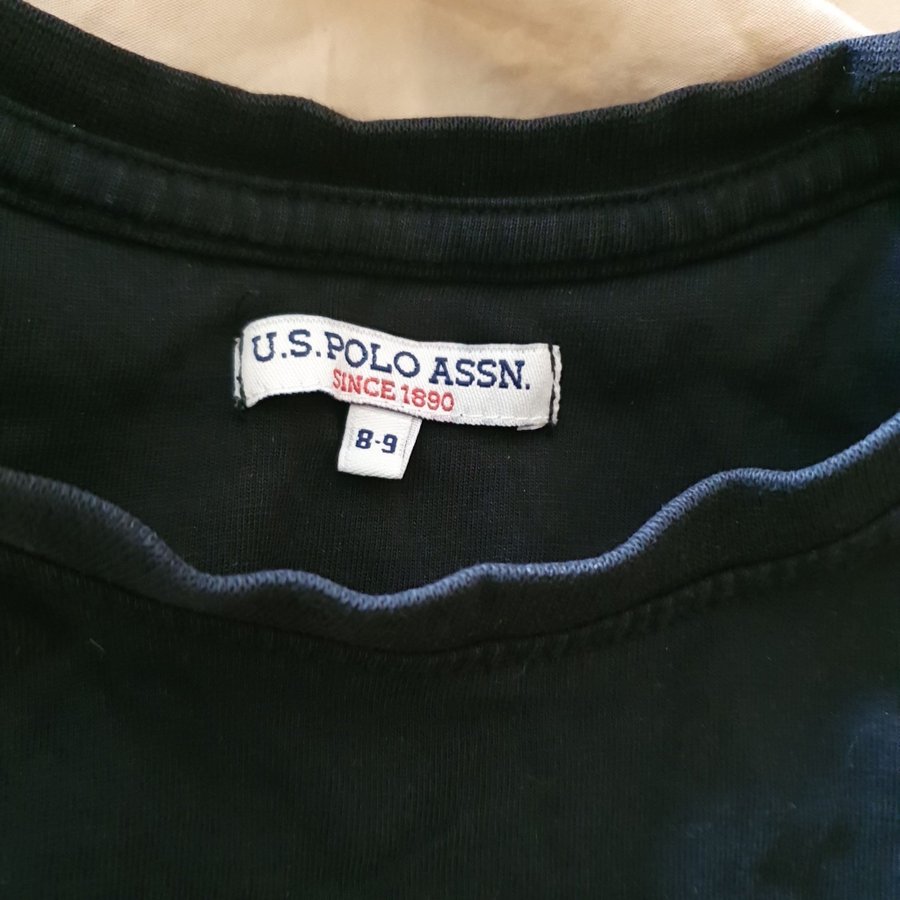 U.S. POLO ASSN.
SINCE 1890
8-9